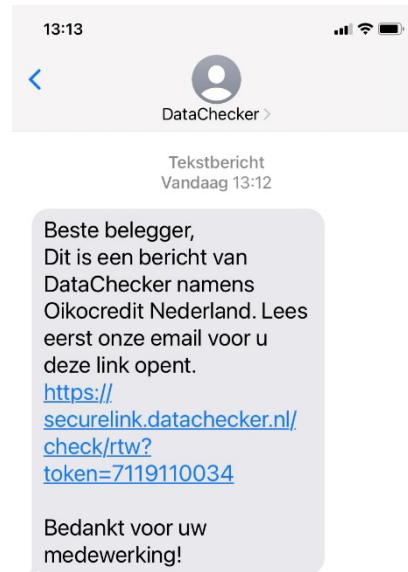 13:13
DataChecker
Tekstbericht
Vandaag 13:12
Beste belegger,
Dit is een bericht van
DataChecker namens
Oikocredit Nederland. Lees
eerst onze email voor u
deze link opent.
https://
securelink.datachecker.nl/
check/rtw?
token=7119110034
Bedankt voor uw
medewerking!